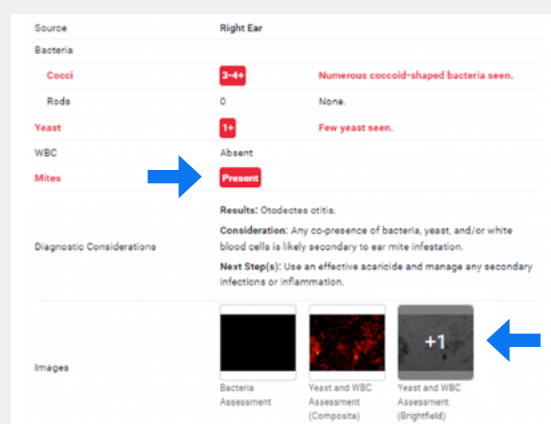 Source Right Ear
Bacteria
Cocci 3-4+ Numerous coccoid-shaped bacteria seen.
Rods 0 None.
Yeast 1+ Few yeast seen.
WBC Absent
Mites Present
Results: Otodectes otitis.
Consideration: Any co-presence of bacteria, yeast, and/or white
blood cells is likely secondary to ear mite infestation.
Diagnostic Considerations
Next Step(s): Use an effective acaricide and manage any secondary
infections or inflammation.
Images
+1
Bacteria
Assessment
Yeast and WBC
Assessment
(Composite)
Yeast and WBC
Assessment
(Brightfield)